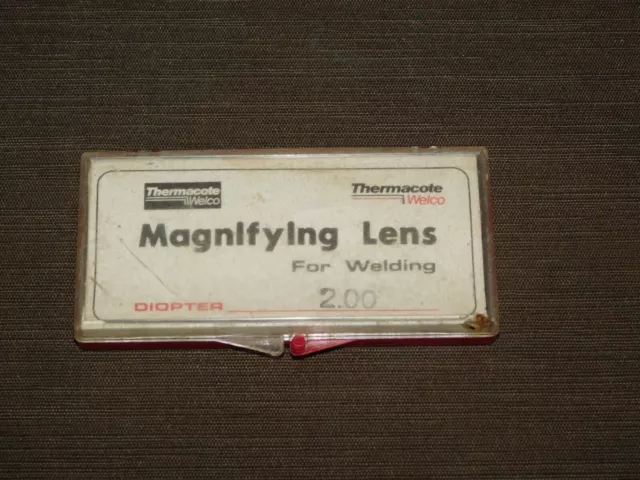 Thermacote Welco
Thermacote Welco
MagnIfyIng Lens
For Welding
DIOPTER 2.00